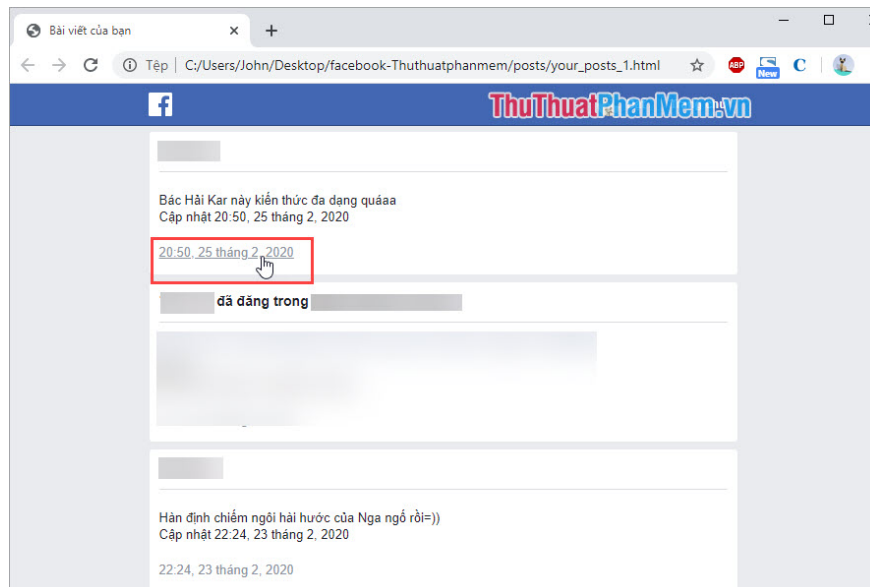 Bài viết của bạn
Tệp C:/Users/John/Desktop/facebook-Thuthuatphanmem/posts/your_posts_1.html
ABP
New
C
f
ThuThuatPhanMem.vn
Bác Hải Kar này kiến thức đa dạng quáaa
Cập nhật 20:50, 25 tháng 2, 2020
20:50, 25 tháng 2, 2020
đã đăng trong
Hàn định chiếm ngôi hài hước của Nga ngố rồi=))
Cập nhật 22:24, 23 tháng 2, 2020
22:24, 23 tháng 2, 2020